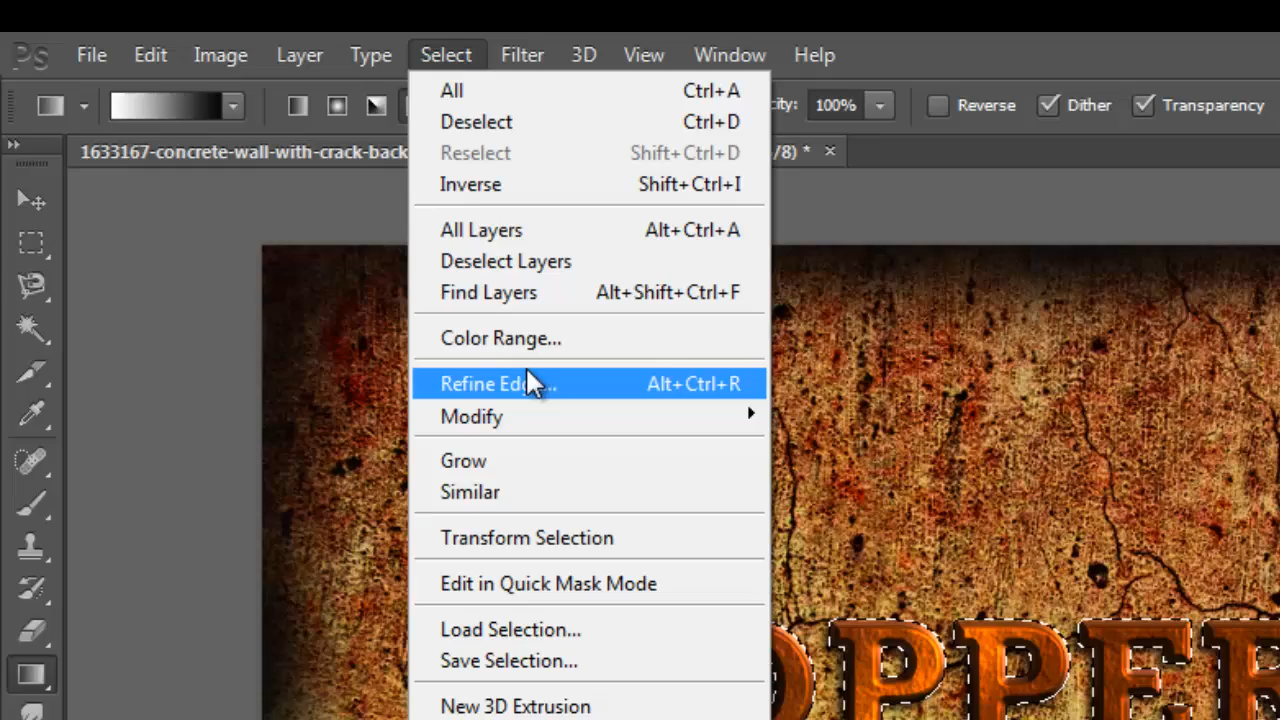 Ps File Edit Image Layer Type Select Filter 3D View Window Help
100% Reverse Dither Transparency
1633167-concrete-wall-with-crack-back /8) * ×
All Ctrl+A
Deselect Ctrl+D
Reselect Shift+Ctrl+D
Inverse Shift+Ctrl+I
All Layers Alt+Ctrl+A
Deselect Layers
Find Layers Alt+Shift+Ctrl+F
Color Range...
Refine Edge... Alt+Ctrl+R
Modify
Grow
Similar
Transform Selection
Edit in Quick Mask Mode
Load Selection...
Save Selection...
New 3D Extrusion
OPPER